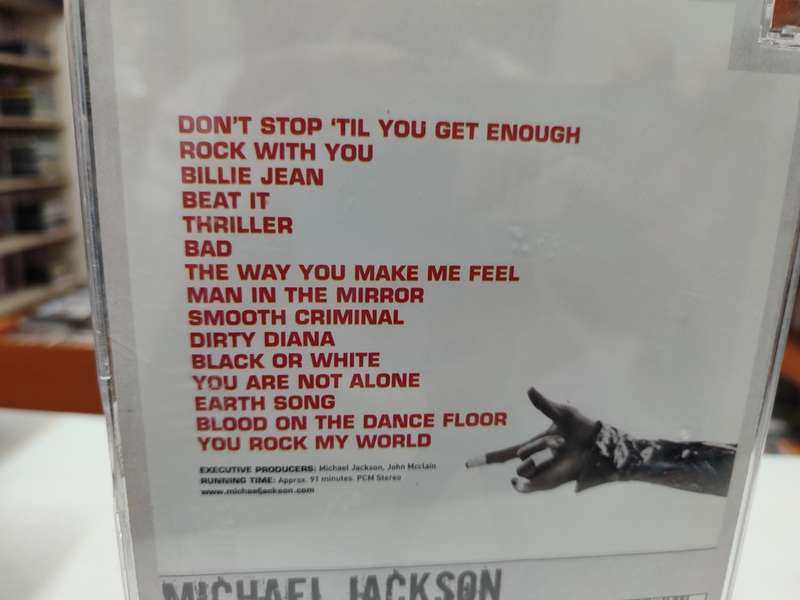 DON'T STOP 'TIL YOU GET ENOUGH
ROCK WITH YOU
BILLIE JEAN
BEAT IT
THRILLER
BAD
THE WAY YOU MAKE ME FEEL
MAN IN THE MIRROR
SMOOTH CRIMINAL
DIRTY DIANA
BLACK OR WHITE
YOU ARE NOT ALONE
EARTH SONG
BLOOD ON THE DANCE FLOOR
YOU ROCK MY WORLD
EXECUTIVE PRODUCERS: Michael Jackson, John Mcclain
RUNNING TIME: Approx. 91 minutes. PCM Stereo
www.michaeljackson.com
MICHAEL JACKSON